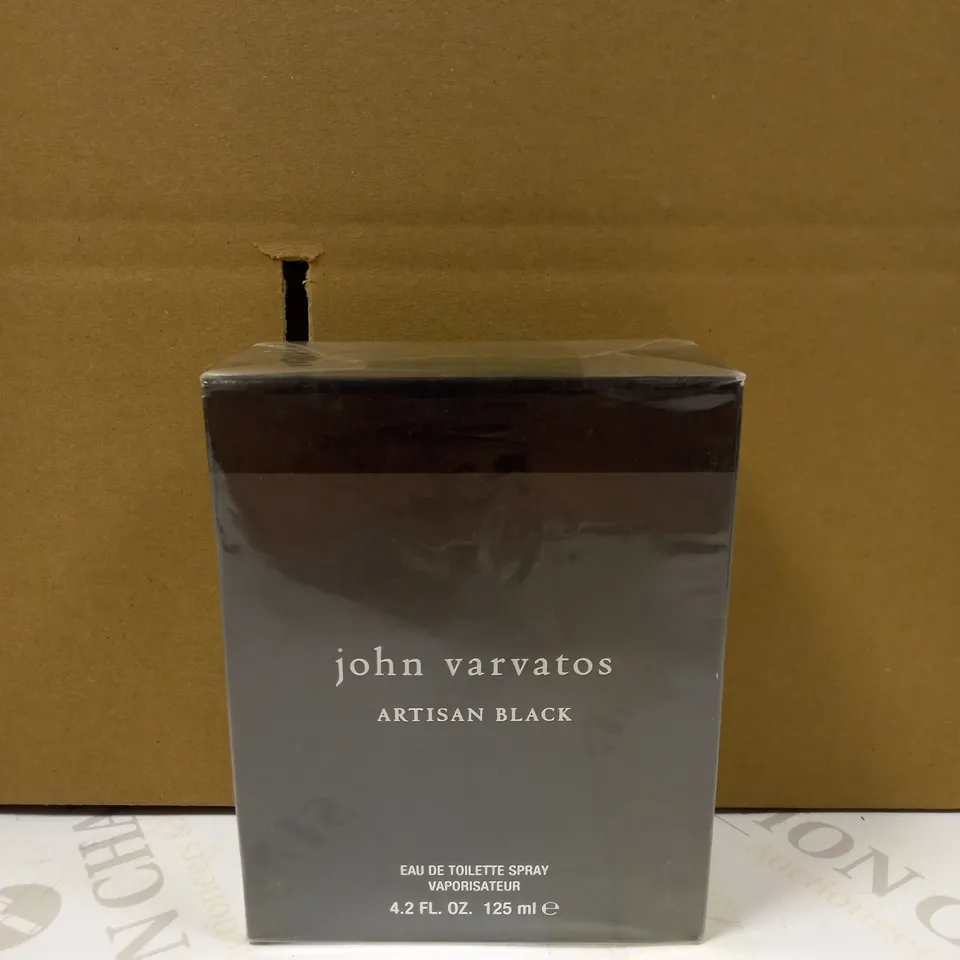 john varvatos
ARTISAN BLACK
EAU DE TOILETTE SPRAY
VAPORISATEUR
4.2 FL. OZ. 125 ml ℮